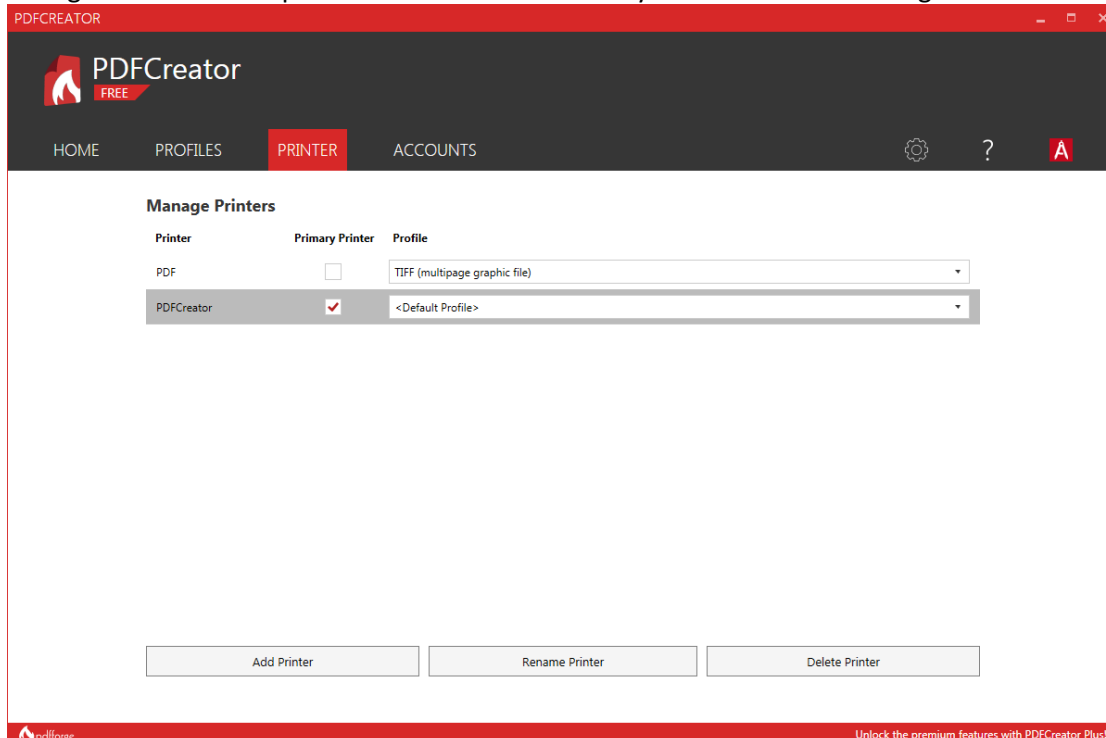 PDFCREATOR
PDFCreator
FREE
HOME PROFILES PRINTER ACCOUNTS ?
Manage Printers
Printer Primary Printer Profile
PDF TIFF (multipage graphic file)
PDFCreator <Default Profile>
Add Printer Rename Printer Delete Printer
pdfforge Unlock the premium features with PDFCreator Plus!